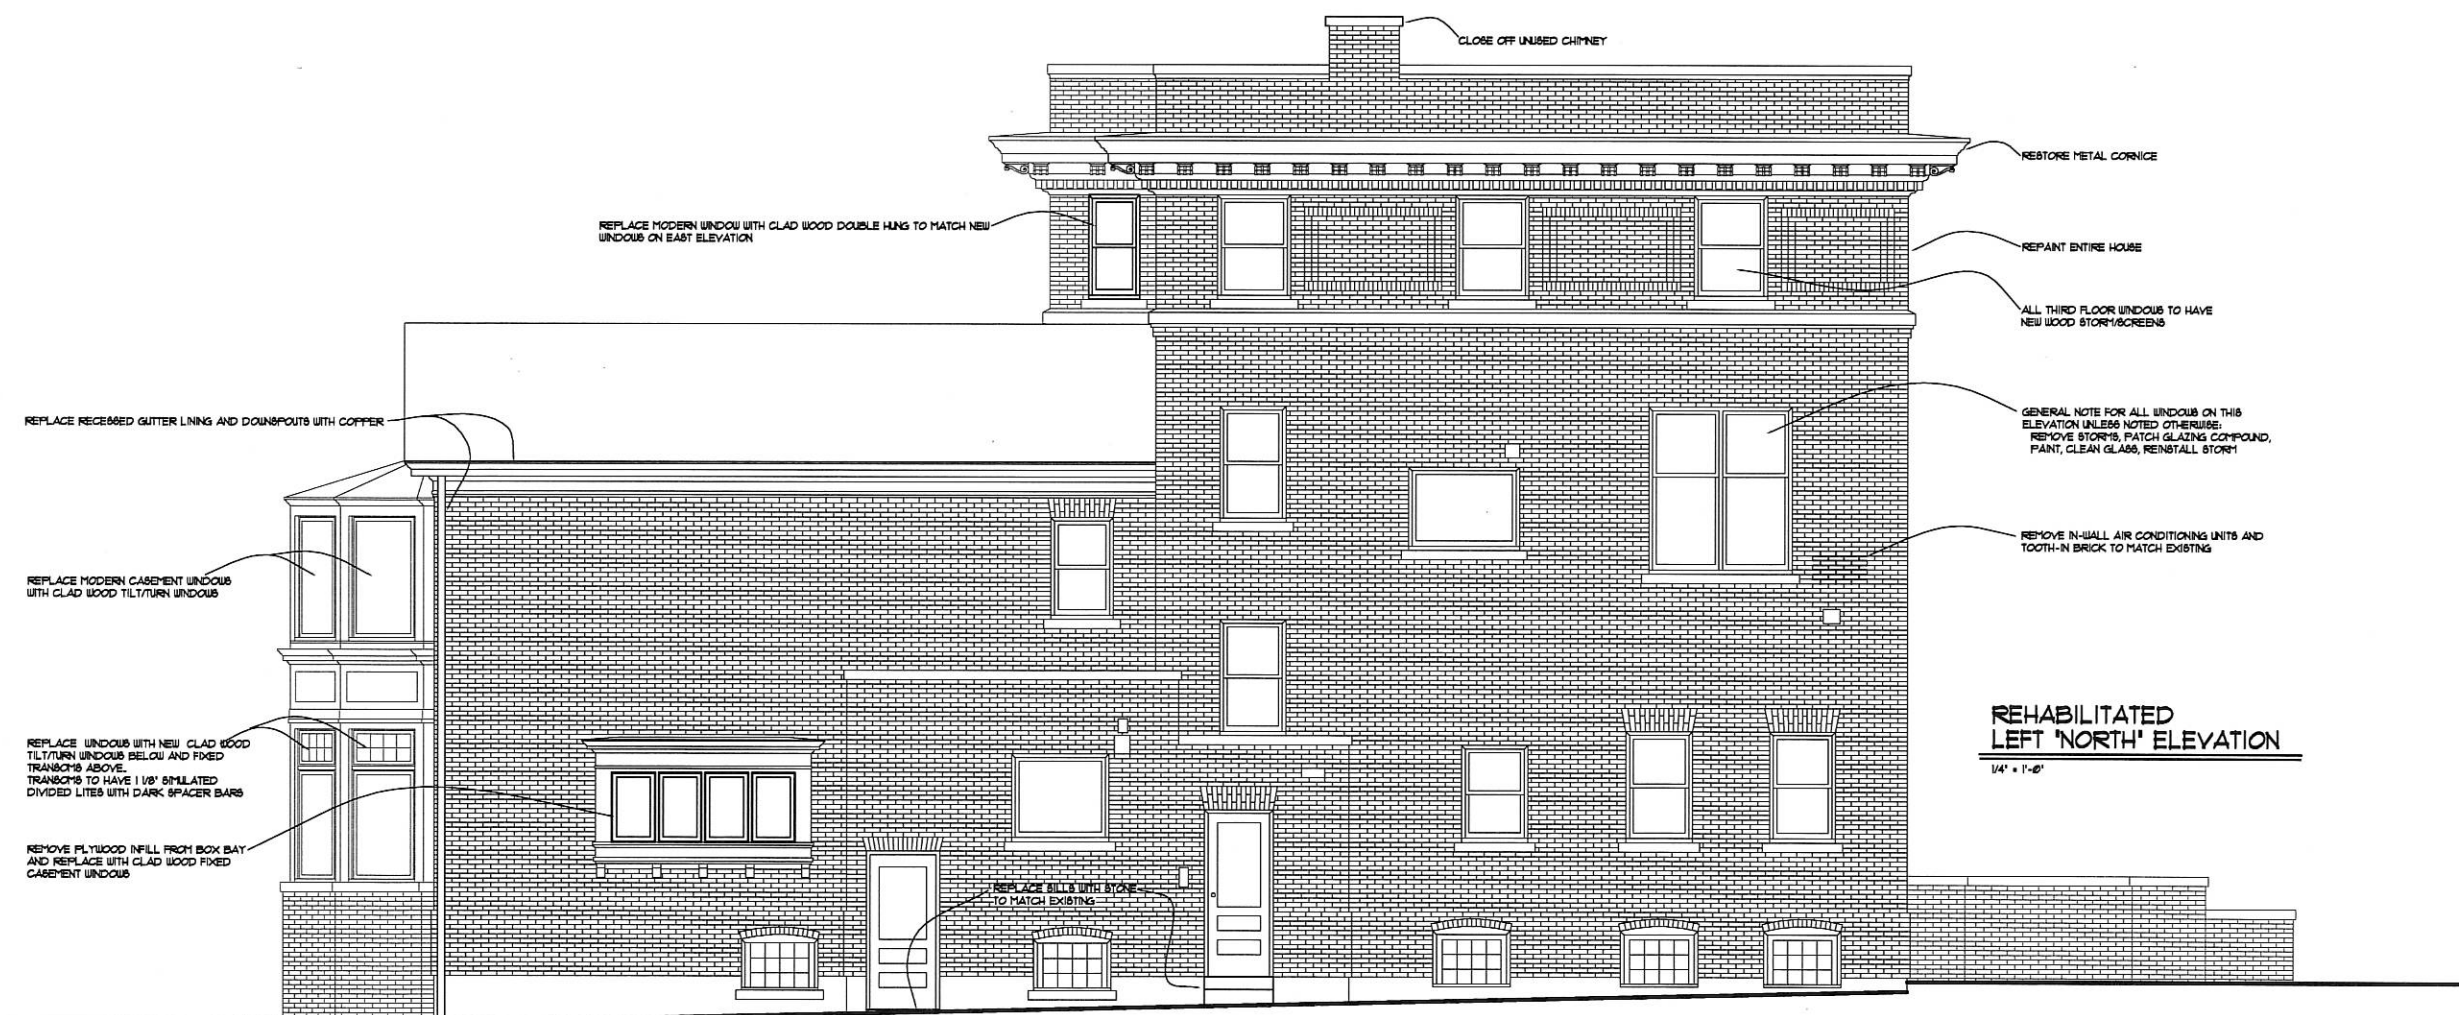 CLOSE OFF UNUSED CHIMNEY
RESTORE METAL CORNICE
REPLACE MODERN WINDOW WITH CLAD WOOD DOUBLE HUNG TO MATCH NEW
WINDOWS ON EAST ELEVATION
REPAINT ENTIRE HOUSE
ALL THIRD FLOOR WINDOWS TO HAVE
NEW WOOD STORM/SCREENS
REPLACE RECESSED GUTTER LINING AND DOWNSPOUTS WITH COPPER
GENERAL NOTE FOR ALL WINDOWS ON THIS
ELEVATION UNLESS NOTED OTHERWISE:
REMOVE STORMS, PATCH GLAZING COMPOUND,
PAINT, CLEAN GLASS, REINSTALL STORM
REMOVE IN-WALL AIR CONDITIONING UNITS AND
TOOTH-IN BRICK TO MATCH EXISTING
REPLACE MODERN CASEMENT WINDOWS
WITH CLAD WOOD TILT/TURN WINDOWS
REPLACE WINDOWS WITH NEW CLAD WOOD
TILT/TURN WINDOWS BELOW AND FIXED
TRANSOMS ABOVE.
TRANSOMS TO HAVE 1 1/8" SIMULATED
DIVIDED LITES WITH DARK SPACER BARS
REMOVE PLYWOOD INFILL FROM BOX BAY
AND REPLACE WITH CLAD WOOD FIXED
CASEMENT WINDOWS
REPLACE SILLS WITH STONE
TO MATCH EXISTING
REHABILITATED
LEFT "NORTH" ELEVATION
1/4" = 1'-0"